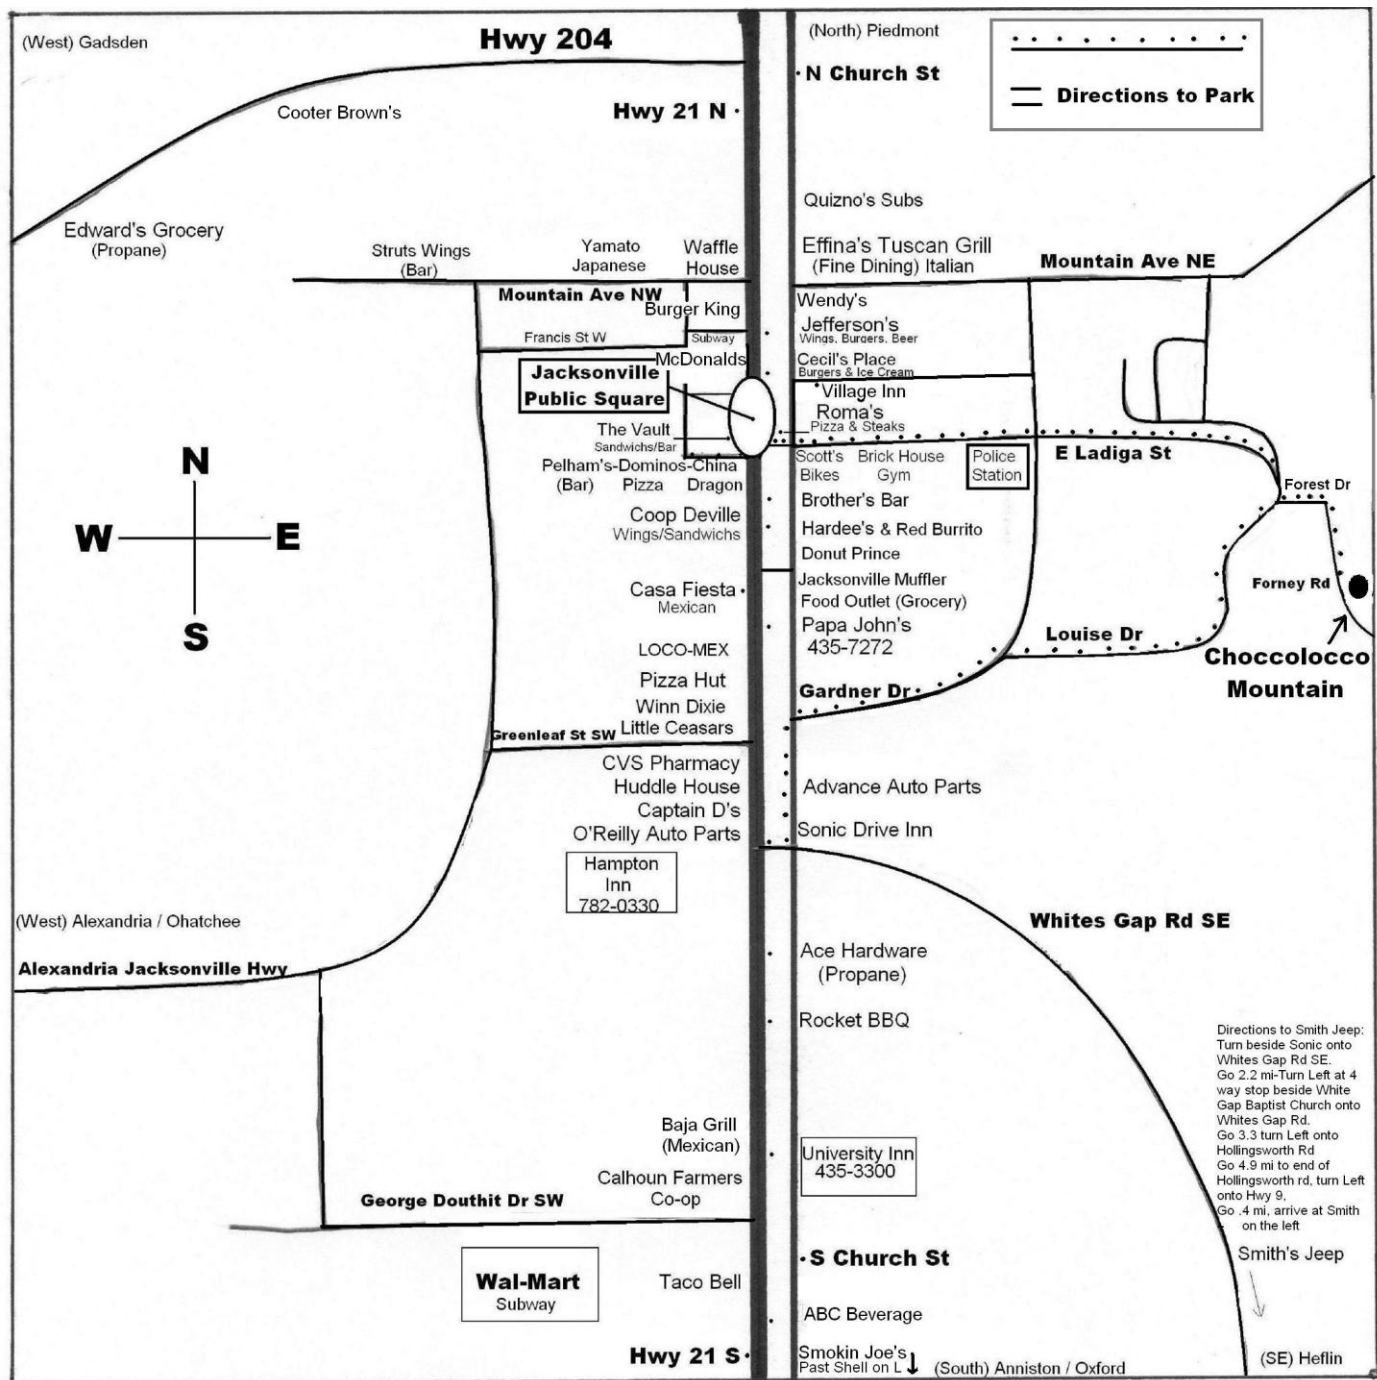 (West) Gadsden
Hwy 204
(North) Piedmont
N Church St
Directions to Park
Cooter Brown's
Hwy 21 N
Quizno's Subs
Edward's Grocery
(Propane)
Struts Wings
(Bar)
Yamato
Japanese
Waffle
House
Effina's Tuscan Grill
(Fine Dining) Italian
Mountain Ave NE
Mountain Ave NW
Burger King
Wendy's
Francis St W
Subway
Jefferson's
Wings, Burgers, Beer
McDonalds
Cecil's Place
Burgers & Ice Cream
Jacksonville
Public Square
Village Inn
Roma's
Pizza & Steaks
The Vault
Sandwichs/Bar
Pelham's-Dominos-China
(Bar) Pizza Dragon
Scott's
Bikes
Brick House
Gym
Police
Station
E Ladiga St
Forest Dr
N
W E
S
Coop Deville
Wings/Sandwichs
Brother's Bar
Hardee's & Red Burrito
Donut Prince
Casa Fiesta
Mexican
Jacksonville Muffler
Food Outlet (Grocery)
Papa John's
435-7272
Forney Rd
Louise Dr
Choccolocco
Mountain
LOCO-MEX
Pizza Hut
Winn Dixie
Little Ceasars
Gardner Dr
Greenleaf St SW
CVS Pharmacy
Huddle House
Captain D's
O'Reilly Auto Parts
Advance Auto Parts
Sonic Drive Inn
Hampton
Inn
782-0330
(West) Alexandria / Ohatchee
Alexandria Jacksonville Hwy
Whites Gap Rd SE
Ace Hardware
(Propane)
Rocket BBQ
Directions to Smith Jeep:
Turn beside Sonic onto
Whites Gap Rd SE.
Go 2.2 mi-Turn Left at 4
way stop beside White
Gap Baptist Church onto
Whites Gap Rd.
Go 3.3 turn Left onto
Hollingsworth Rd
Go 4.9 mi to end of
Hollingsworth rd, turn Left
onto Hwy 9,
Go .4 mi, arrive at Smith
on the left
Baja Grill
(Mexican)
University Inn
435-3300
Calhoun Farmers
Co-op
George Douthit Dr SW
S Church St
Smith's Jeep
Wal-Mart
Subway
Taco Bell
ABC Beverage
Hwy 21 S
Smokin Joe's
Past Shell on L
(South) Anniston / Oxford
(SE) Heflin